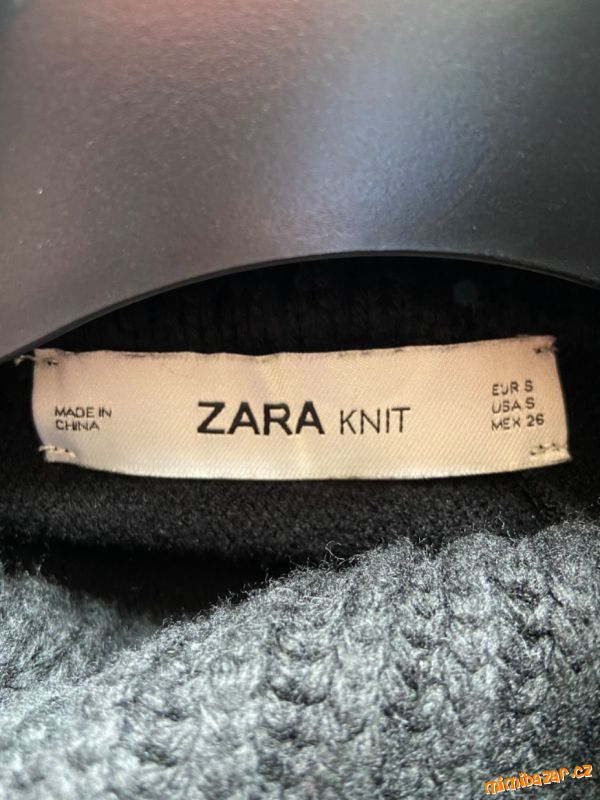 MADE IN
CHINA
ZARA KNIT
EUR S
USA S
MEX 26
mimibazar.cz